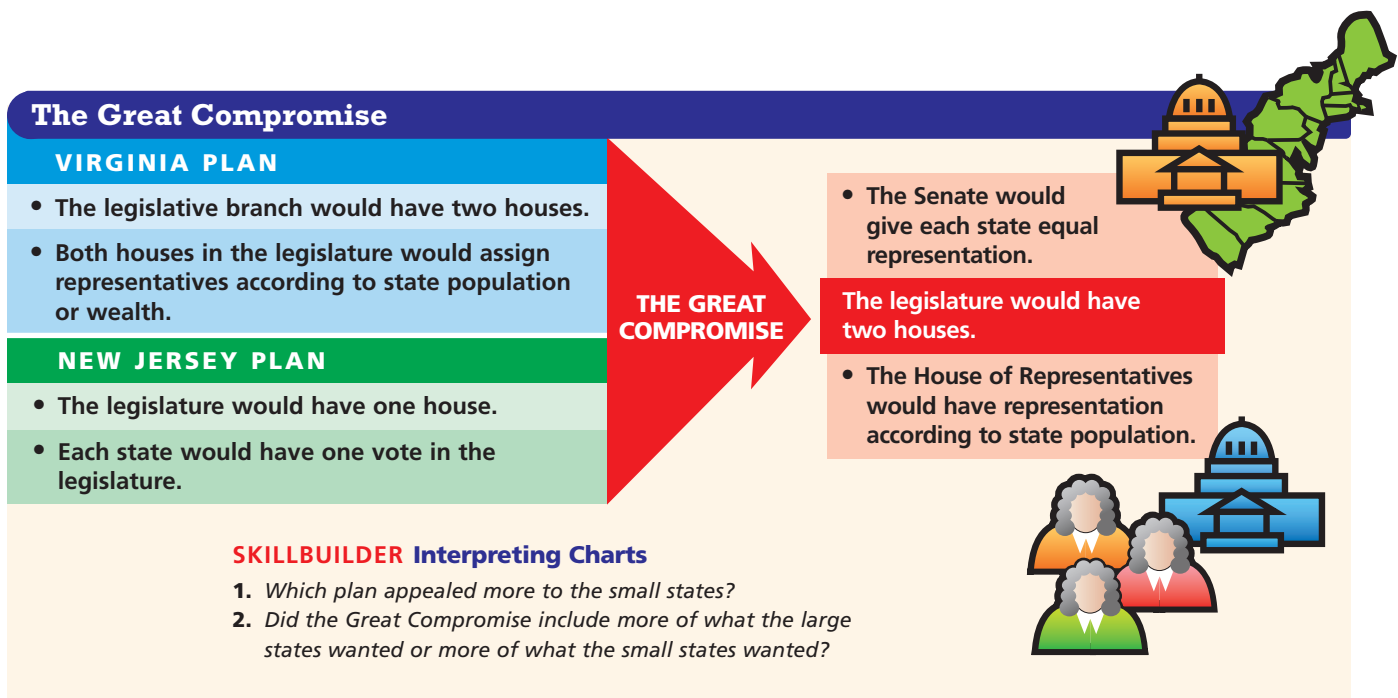 The Great Compromise
VIRGINIA PLAN
• The legislative branch would have two houses.
• Both houses in the legislature would assign
representatives according to state population
or wealth.
NEW JERSEY PLAN
• The legislature would have one house.
• Each state would have one vote in the
legislature.
THE GREAT
COMPROMISE
• The Senate would
give each state equal
representation.
The legislature would have
two houses.
• The House of Representatives
would have representation
according to state population.
SKILLBUILDER Interpreting Charts
1. Which plan appealed more to the small states?
2. Did the Great Compromise include more of what the large
states wanted or more of what the small states wanted?